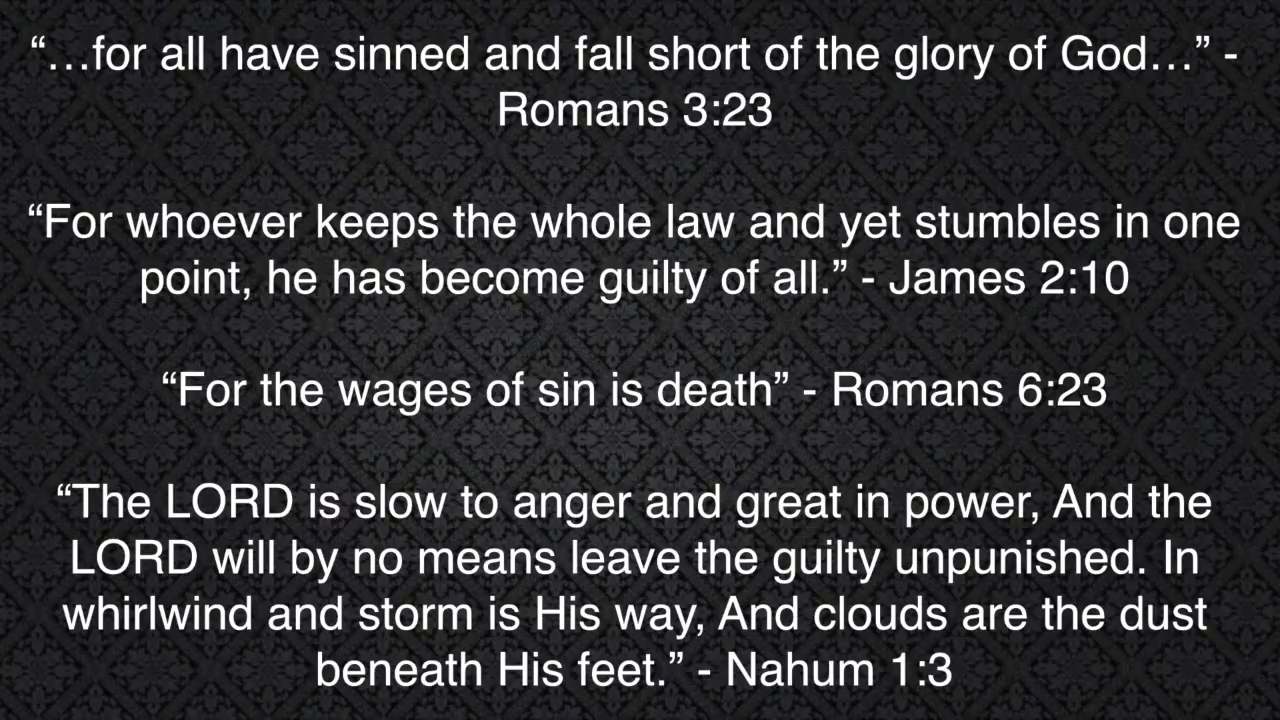 “…for all have sinned and fall short of the glory of God…” -
Romans 3:23
“For whoever keeps the whole law and yet stumbles in one
point, he has become guilty of all.” - James 2:10
“For the wages of sin is death” - Romans 6:23
“The LORD is slow to anger and great in power, And the
LORD will by no means leave the guilty unpunished. In
whirlwind and storm is His way, And clouds are the dust
beneath His feet.” - Nahum 1:3